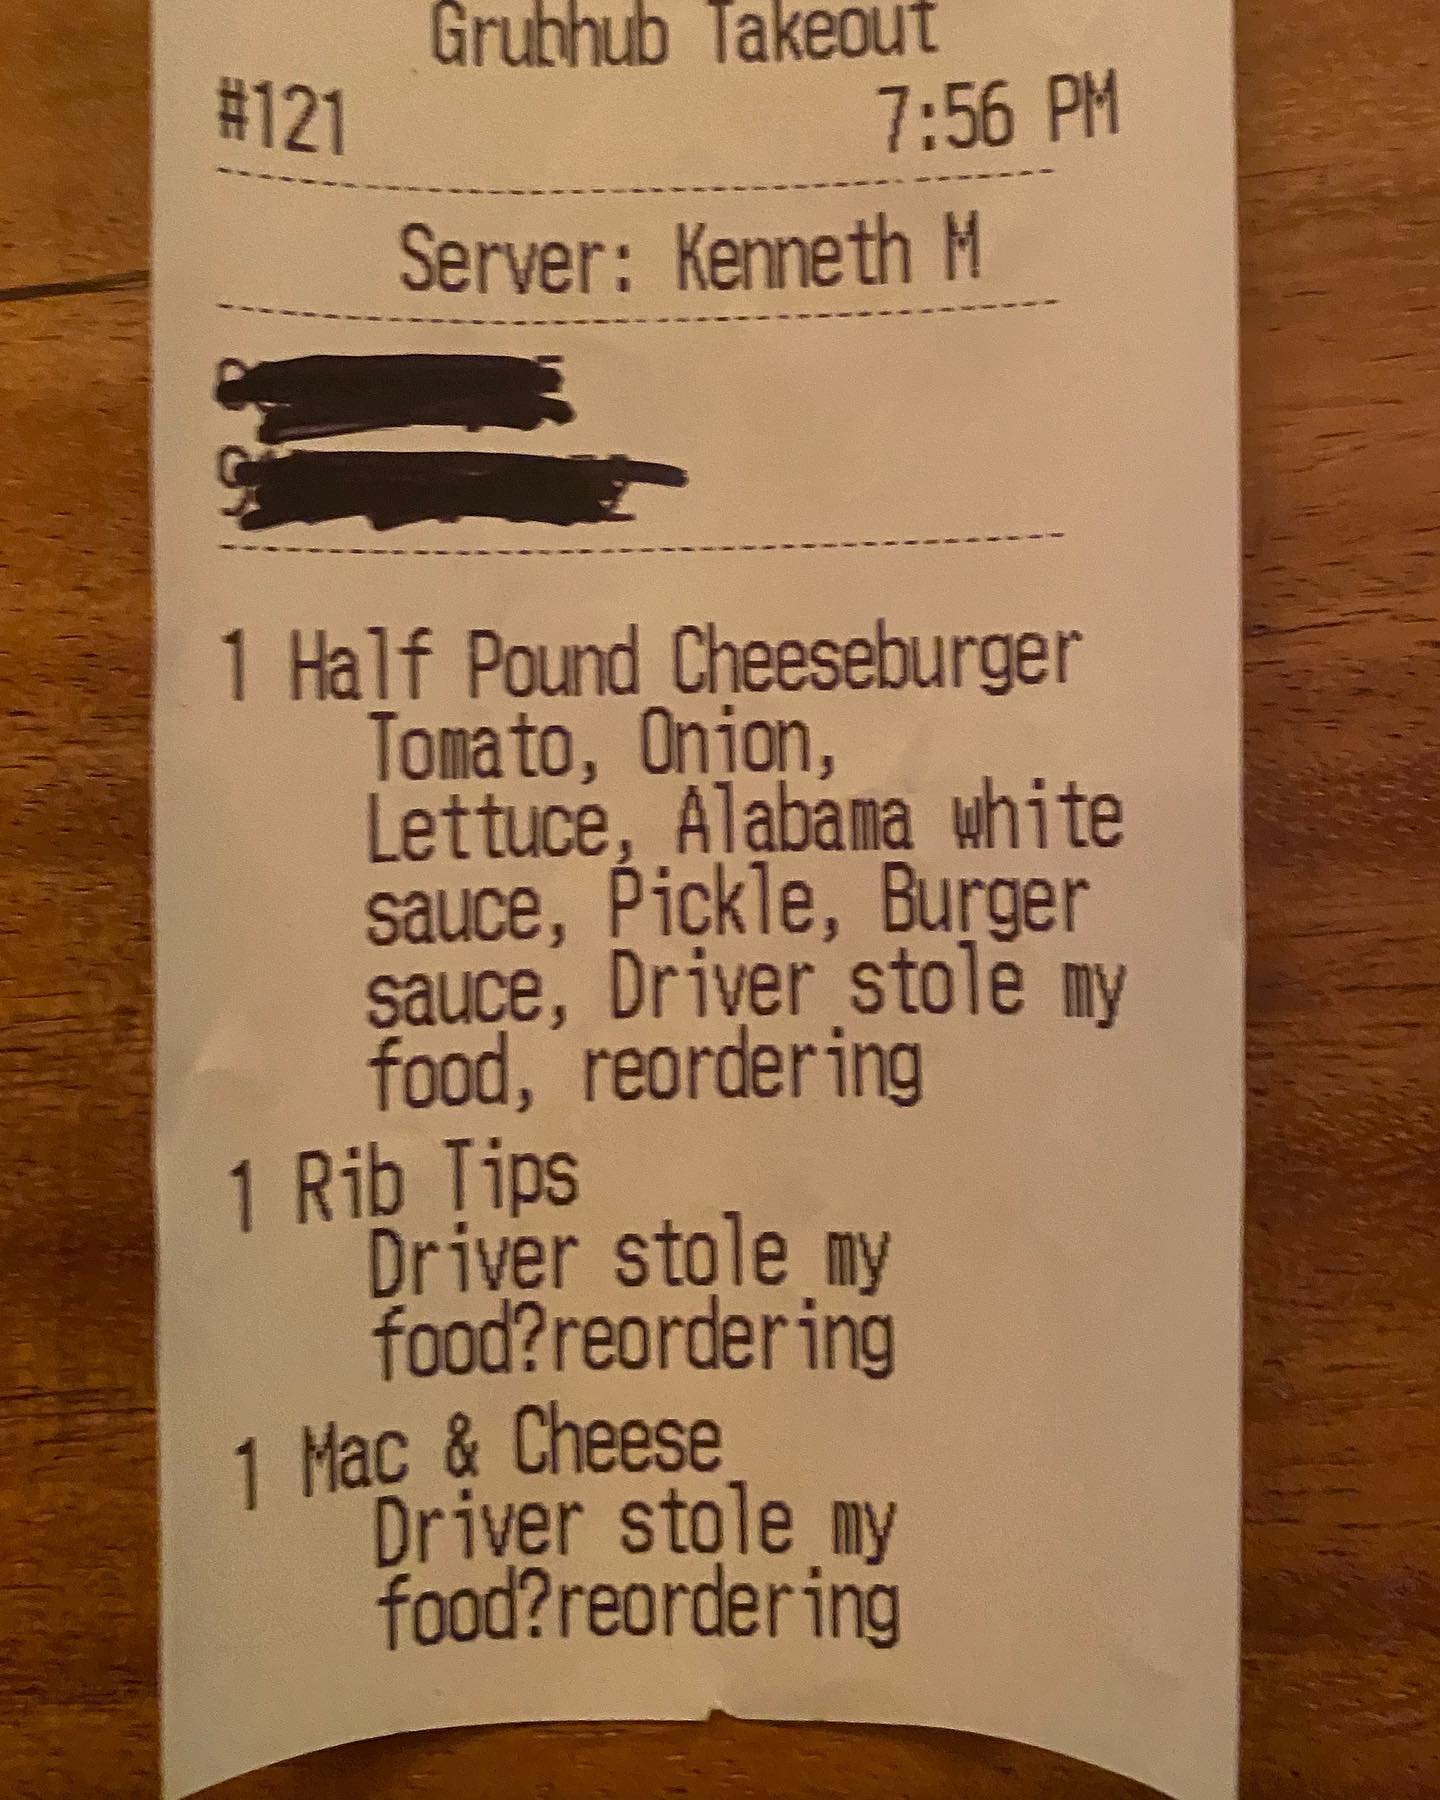 Grubhub Takeout
#121 7:56 PM
Server: Kenneth M
1 Half Pound Cheeseburger
Tomato, Onion,
Lettuce, Alabama white
sauce, Pickle, Burger
sauce, Driver stole my
food, reordering
1 Rib Tips
Driver stole my
food?reordering
1 Mac & Cheese
Driver stole my
food?reordering